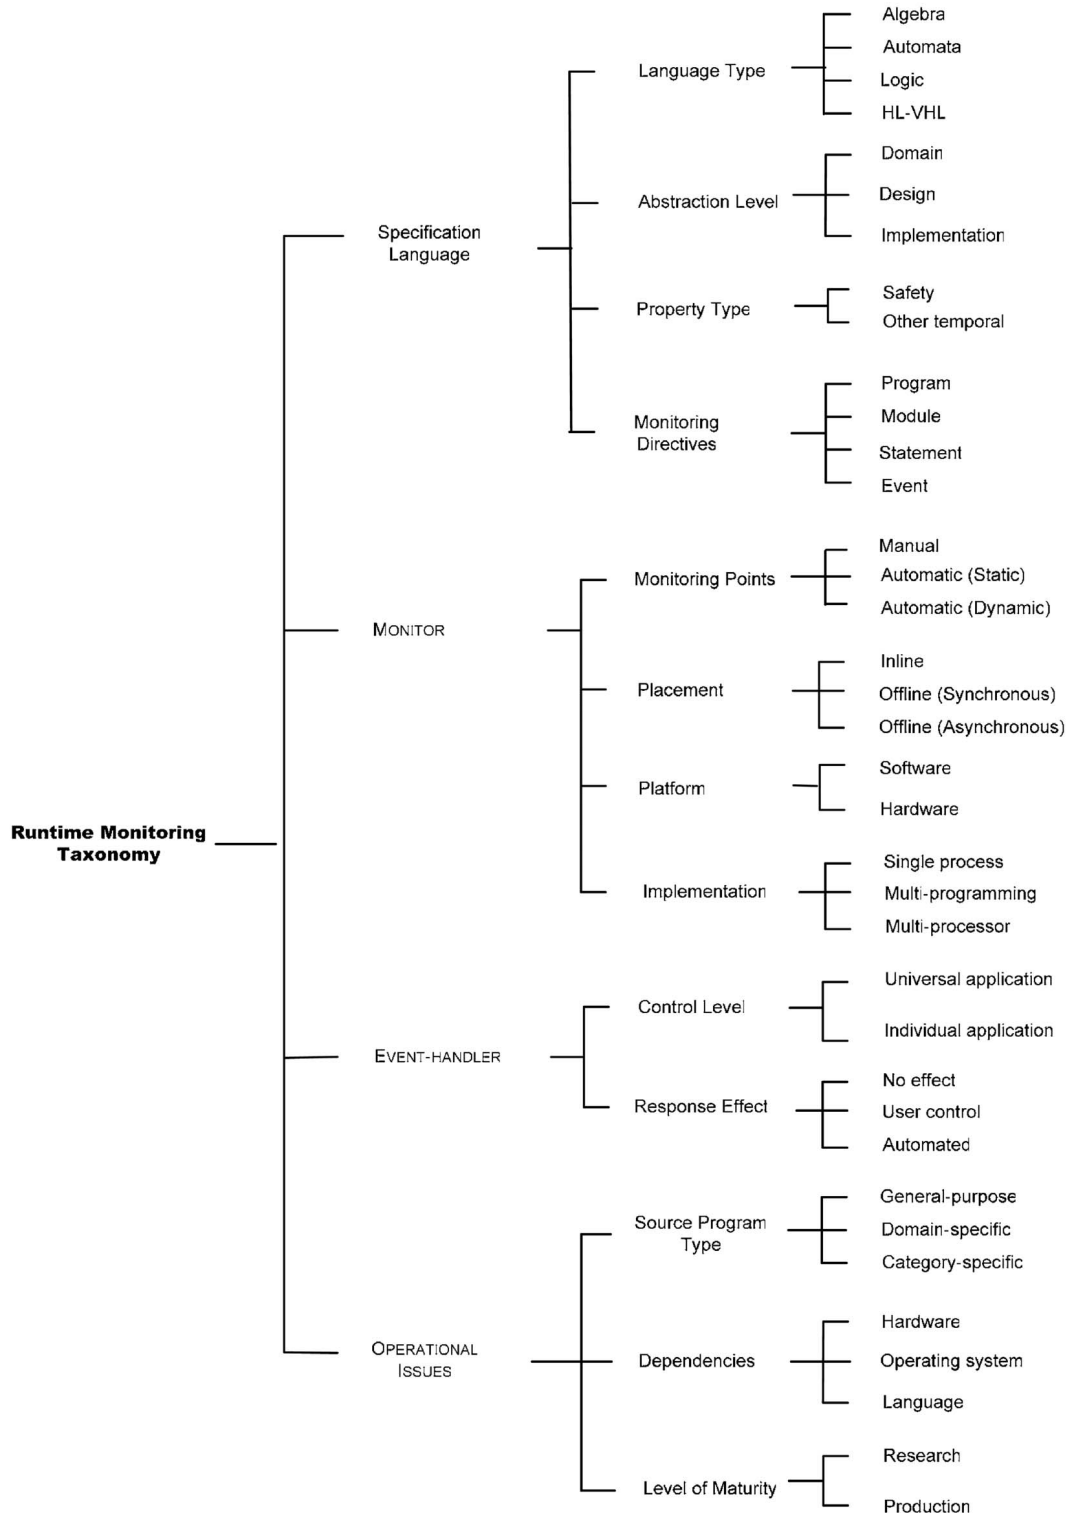 Algebra
Language Type
Automata
Logic
HL-VHL
Domain
Abstraction Level
Design
Specification
Language
Implementation
Safety
Property Type
Other temporal
Program
Monitoring
Directives
Module
Statement
Event
Manual
Monitoring Points
Automatic (Static)
Automatic (Dynamic)
MONITOR
Inline
Placement
Offline (Synchronous)
Offline (Asynchronous)
Software
Platform
Hardware
Runtime Monitoring
Taxonomy
Single process
Implementation
Multi-programming
Multi-processor
Universal application
Control Level
Individual application
EVENT-HANDLER
No effect
Response Effect
User control
Automated
General-purpose
Source Program
Type
Domain-specific
Category-specific
Hardware
OPERATIONAL
ISSUES
Dependencies
Operating system
Language
Research
Level of Maturity
Production